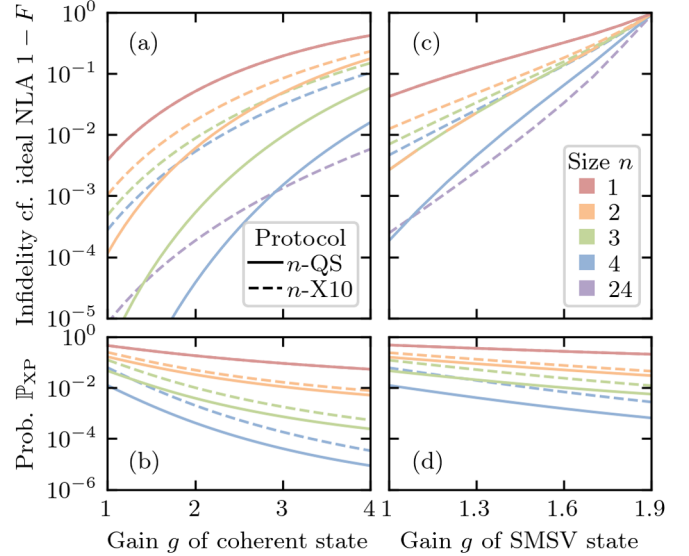 Infidelity cf. ideal NLA 1 − F
10^0
10^−1
10^−2
10^−3
10^−4
10^−5
(a)
Protocol
n-QS
n-X10
(c)
Size n
1
2
3
4
24
Prob. ℙ_XP
10^0
10^−2
10^−4
10^−6
(b)
(d)
1
2
3
4
1
1.3
1.6
1.9
Gain g of coherent state
Gain g of SMSV state